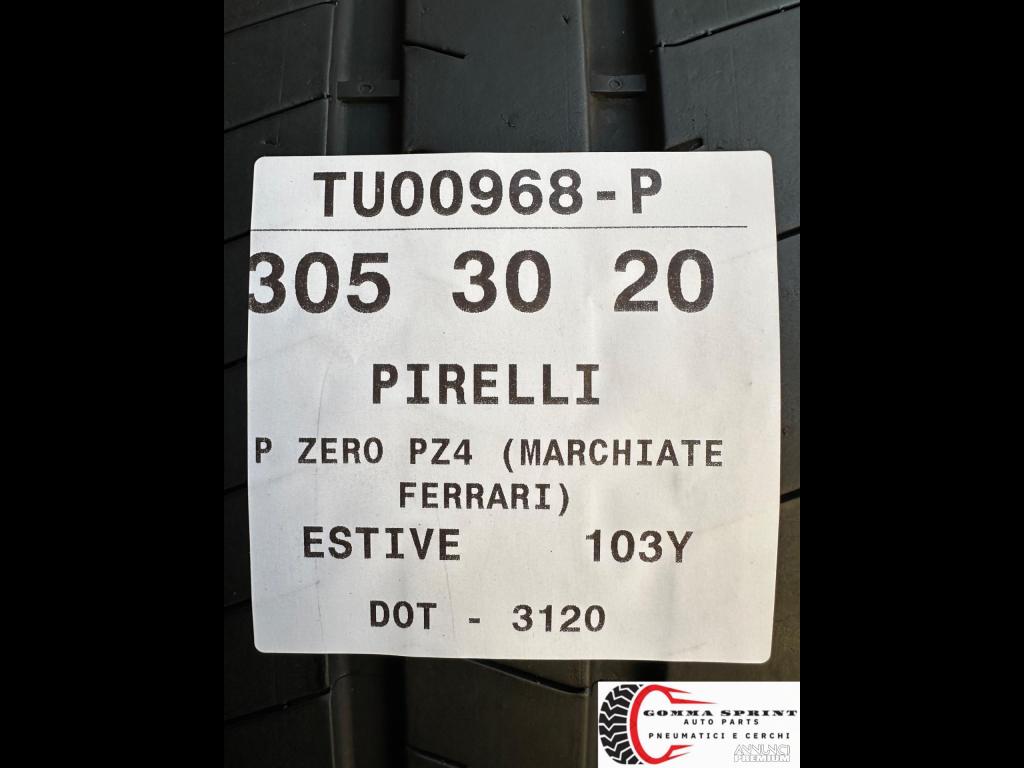 TU00968-P
305 30 20
PIRELLI
P ZERO PZ4 (MARCHIATE
FERRARI)
ESTIVE 103Y
DOT - 3120
GOMMA SPRINT
AUTO PARTS
PNEUMATICI E CERCHI
ANNUNCI
PREMIUM